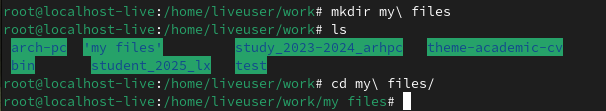 root@localhost-live:/home/liveuser/work# mkdir my\ files
root@localhost-live:/home/liveuser/work# ls
arch-pc  'my files'  study_2023-2024_arhpc  theme-academic-cv
bin  student_2025_lx  test
root@localhost-live:/home/liveuser/work# cd my\ files/
root@localhost-live:/home/liveuser/work/my files#